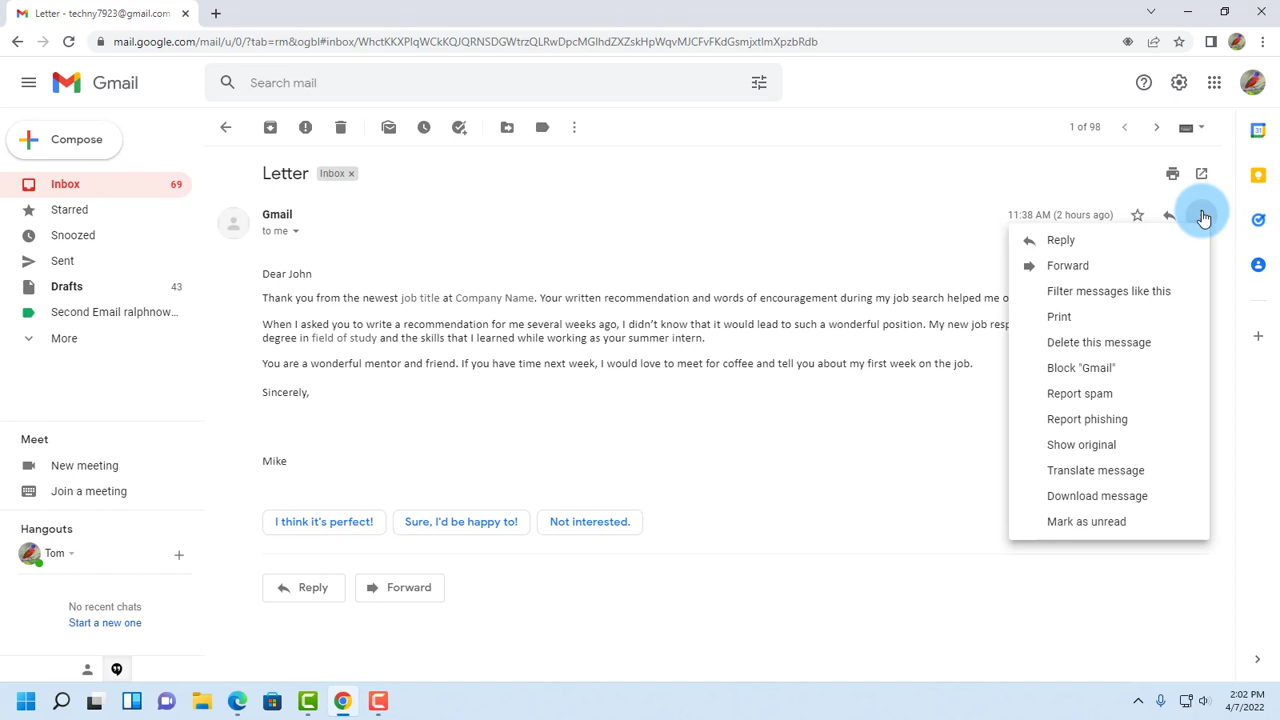 Letter - techny7923@gmail.com
mail.google.com/mail/u/0/?tab=rm&ogbl#inbox/WhctKKXPlqWCkKQJQRNSDGWtrzQLRwDpcMGlhdZXZskHpWqvMJCFvFKdGsmjxtlmXpzbRdb
Gmail
Search mail
Compose
1 of 98
Inbox 69
Starred
Snoozed
Sent
Drafts 43
Second Email ralphnow...
More
Meet
New meeting
Join a meeting
Hangouts
Tom
No recent chats
Start a new one
Letter Inbox x
Gmail
11:38 AM (2 hours ago)
to me
Dear John
Thank you from the newest job title at Company Name. Your written recommendation and words of encouragement during my job search helped me
When I asked you to write a recommendation for me several weeks ago, I didn't know that it would lead to such a wonderful position. My new job
degree in field of study and the skills that I learned while working as your summer intern.
You are a wonderful mentor and friend. If you have time next week, I would love to meet for coffee and tell you about my first week on the job.
Sincerely,
Mike
I think it's perfect! Sure, I'd be happy to! Not interested.
Reply Forward
Reply
Forward
Filter messages like this
Print
Delete this message
Block "Gmail"
Report spam
Report phishing
Show original
Translate message
Download message
Mark as unread
31
2:02 PM
4/7/2022